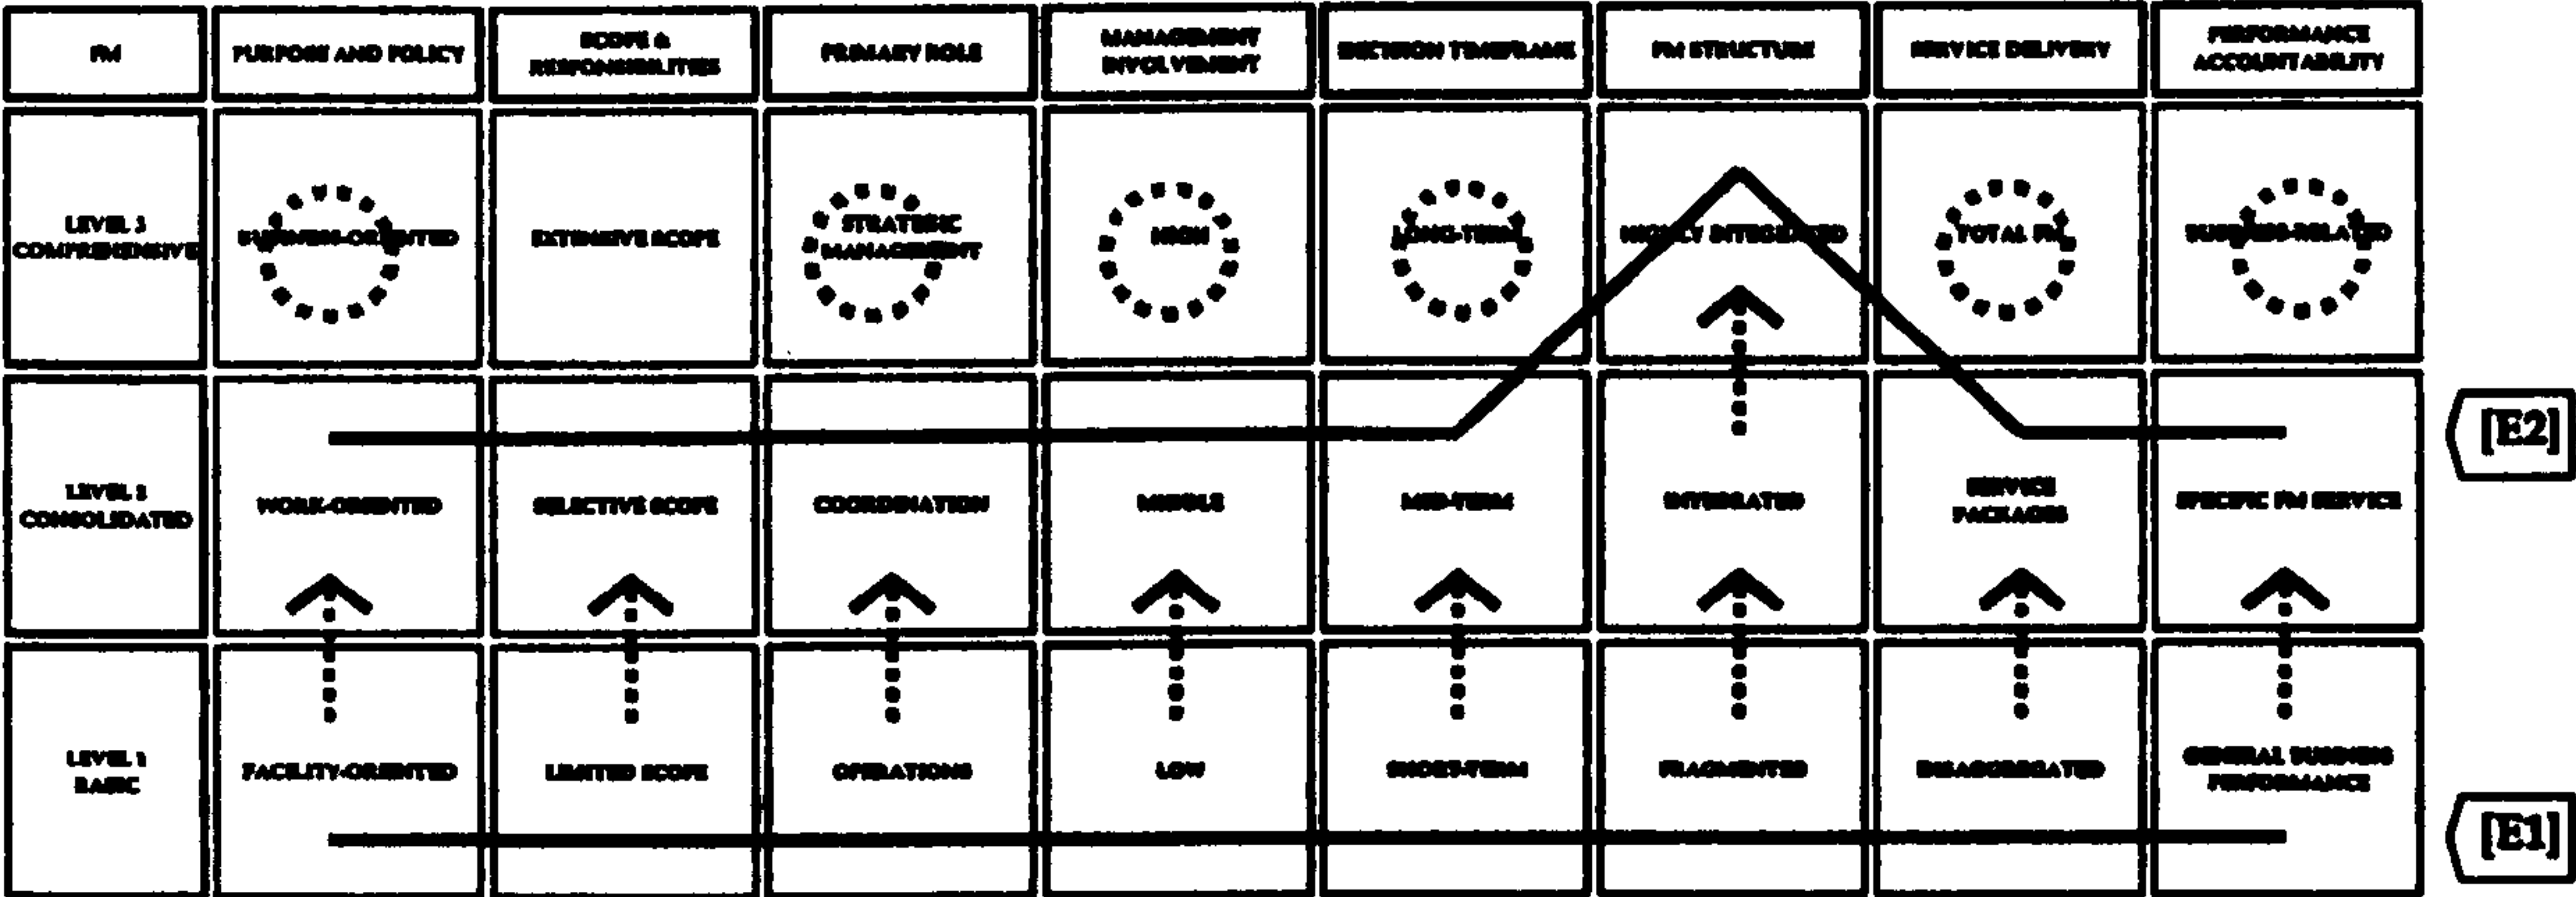 FM
PURPOSE AND POLICY
SCOPE &
RESPONSIBILITIES
PRIMARY ROLE
MANAGEMENT
INVOLVEMENT
DECISION TIMEFRAME
FM STRUCTURE
SERVICE DELIVERY
PERFORMANCE
ACCOUNTABILITY
LEVEL 3
COMPREHENSIVE
BUSINESS-ORIENTED
EXTENSIVE SCOPE
STRATEGIC
MANAGEMENT
HIGH
LONG-TERM
HIGHLY INTEGRATED
TOTAL FM
BUSINESS-RELATED
LEVEL 2
CONSOLIDATED
WORK-ORIENTED
SELECTIVE SCOPE
COORDINATION
MIDDLE
MID-TERM
INTEGRATED
SERVICE
PACKAGES
SPECIFIC FM SERVICE
[E2]
LEVEL 1
BASIC
FACILITY-ORIENTED
LIMITED SCOPE
OPERATIONS
LOW
SHORT-TERM
FRAGMENTED
DISAGGREGATED
GENERAL BUSINESS
PERFORMANCE
[E1]